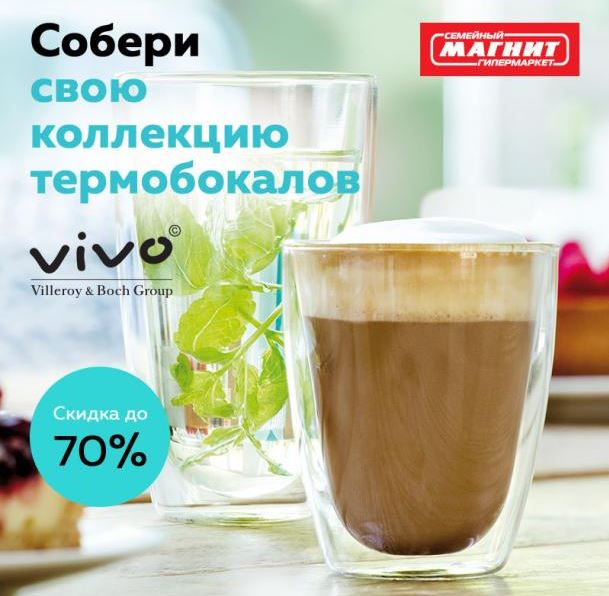 Собери
свою
коллекцию
термобокалов
СЕМЕЙНЫЙ
МАГНИТ
ГИПЕРМАРКЕТ
vivo©
Villeroy & Boch Group
Скидка до
70%